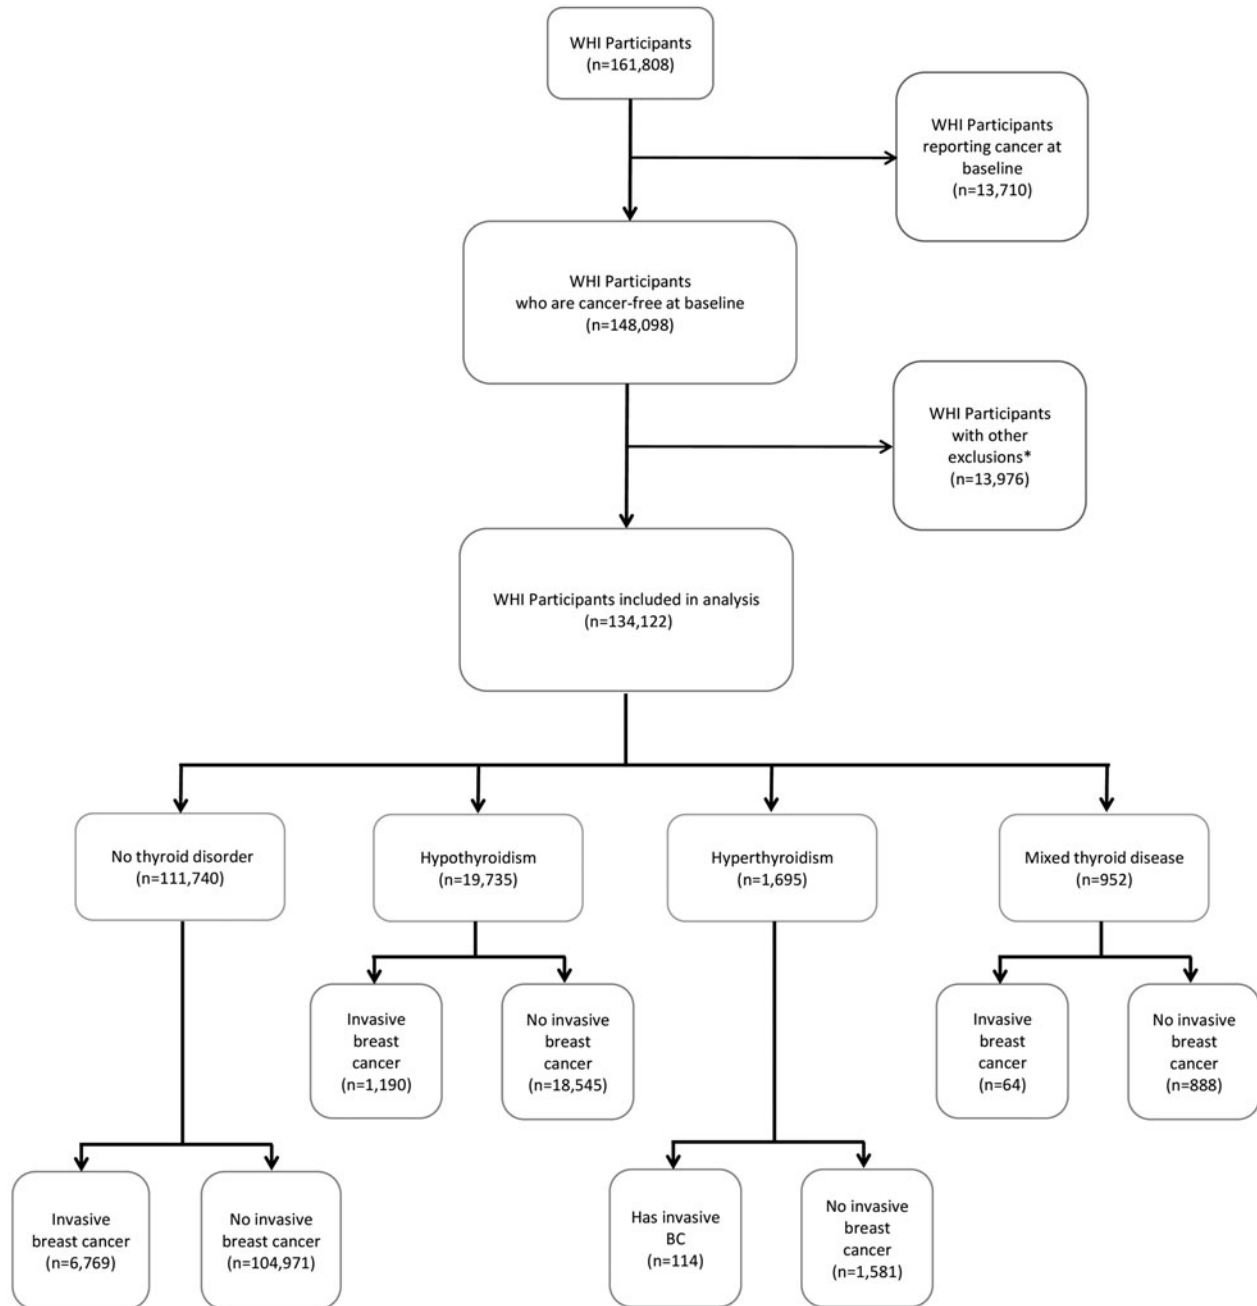 WHI Participants
(n=161,808)
WHI Participants
reporting cancer at
baseline
(n=13,710)
WHI Participants
who are cancer-free at baseline
(n=148,098)
WHI Participants
with other
exclusions*
(n=13,976)
WHI Participants included in analysis
(n=134,122)
No thyroid disorder
(n=111,740)
Hypothyroidism
(n=19,735)
Hyperthyroidism
(n=1,695)
Mixed thyroid disease
(n=952)
Invasive
breast
cancer
(n=1,190)
No invasive
breast
cancer
(n=18,545)
Invasive
breast
cancer
(n=64)
No invasive
breast
cancer
(n=888)
Invasive
breast cancer
(n=6,769)
No invasive
breast cancer
(n=104,971)
Has invasive
BC
(n=114)
No invasive
breast
cancer
(n=1,581)